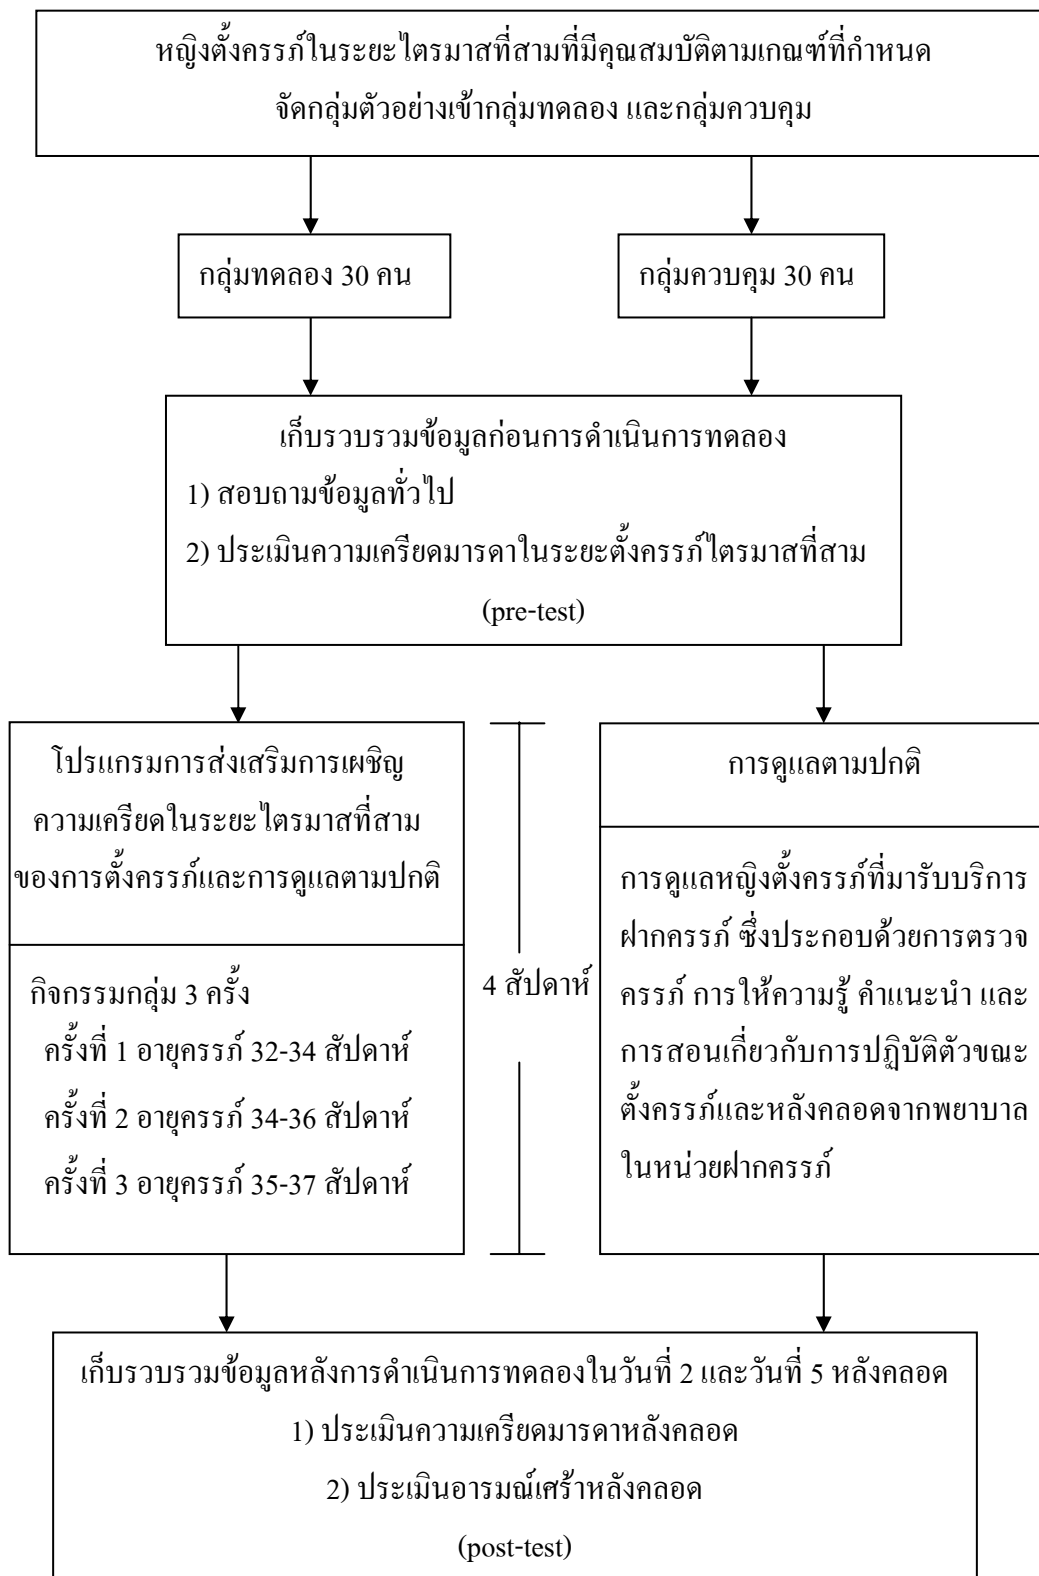 หญิงตั้งครรภ์ในระยะไตรมาสที่สามที่มีคุณสมบัติตามเกณฑ์ที่กำหนด
จัดกลุ่มตัวอย่างเข้ากลุ่มทดลอง และกลุ่มควบคุม
กลุ่มทดลอง 30 คน
กลุ่มควบคุม 30 คน
เก็บรวบรวมข้อมูลก่อนการดำเนินการทดลอง
1) สอบถามข้อมูลทั่วไป
2) ประเมินความเครียดมารดาในระยะตั้งครรภ์ไตรมาสที่สาม
(pre-test)
โปรแกรมการส่งเสริมการเผชิญ
ความเครียดในระยะไตรมาสที่สาม
ของการตั้งครรภ์และการดูแลตามปกติ
กิจกรรมกลุ่ม 3 ครั้ง
ครั้งที่ 1 อายุครรภ์ 32-34 สัปดาห์
ครั้งที่ 2 อายุครรภ์ 34-36 สัปดาห์
ครั้งที่ 3 อายุครรภ์ 35-37 สัปดาห์
4 สัปดาห์
การดูแลตามปกติ
การดูแลหญิงตั้งครรภ์ที่มารับบริการ
ฝากครรภ์ ซึ่งประกอบด้วยการตรวจ
ครรภ์ การให้ความรู้ คำแนะนำ และ
การสอนเกี่ยวกับการปฏิบัติตัวขณะ
ตั้งครรภ์และหลังคลอดจากพยาบาล
ในหน่วยฝากครรภ์
เก็บรวบรวมข้อมูลหลังการดำเนินการทดลองในวันที่ 2 และวันที่ 5 หลังคลอด
1) ประเมินความเครียดมารดาหลังคลอด
2) ประเมินอารมณ์เศร้าหลังคลอด
(post-test)